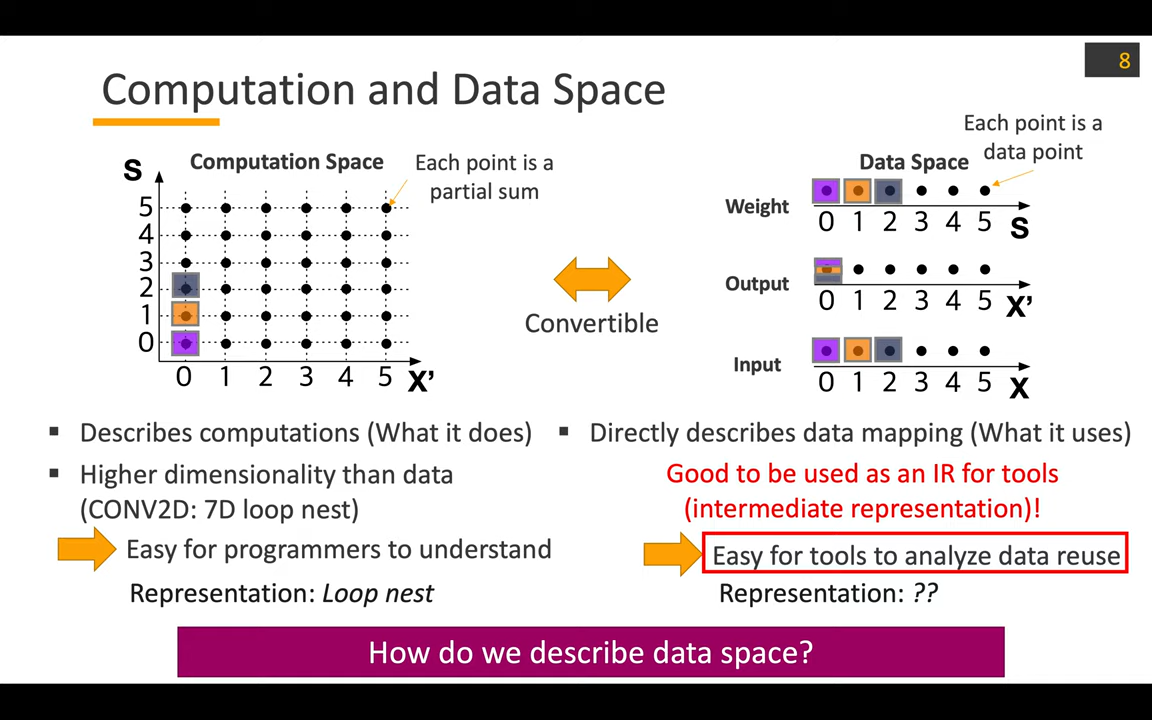 8
Computation and Data Space
S
Computation Space
Each point is a
partial sum
5
4
3
2
1
0
0 1 2 3 4 5 X'
Convertible
Each point is a
data point
Data Space
Weight
0 1 2 3 4 5 S
Output
0 1 2 3 4 5 X'
Input
0 1 2 3 4 5 X
▪ Describes computations (What it does)
▪ Higher dimensionality than data
(CONV2D: 7D loop nest)
Easy for programmers to understand
Representation: Loop nest
▪ Directly describes data mapping (What it uses)
Good to be used as an IR for tools
(intermediate representation)!
Easy for tools to analyze data reuse
Representation: ??
How do we describe data space?